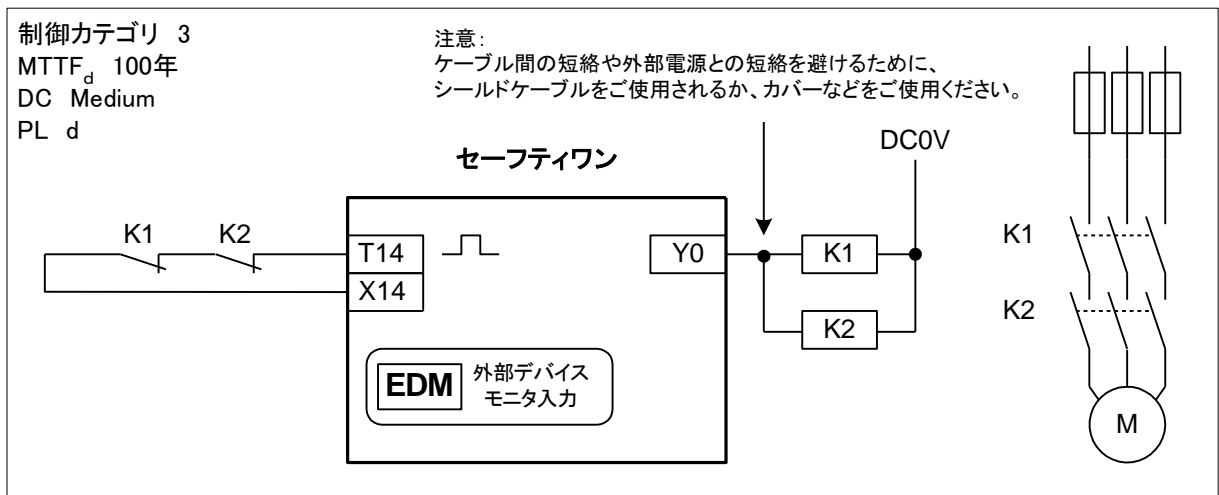 制御カテゴリ 3
MTTFd 100年
DC Medium
PL d
注意:
ケーブル間の短絡や外部電源との短絡を避けるために、
シールドケーブルをご使用されるか、カバーなどをご使用ください。
DC0V
セーフティワン
K1
K2
T14
X14
Y0
K1
K2
EDM
外部デバイス
モニタ入力
K1
K2
M